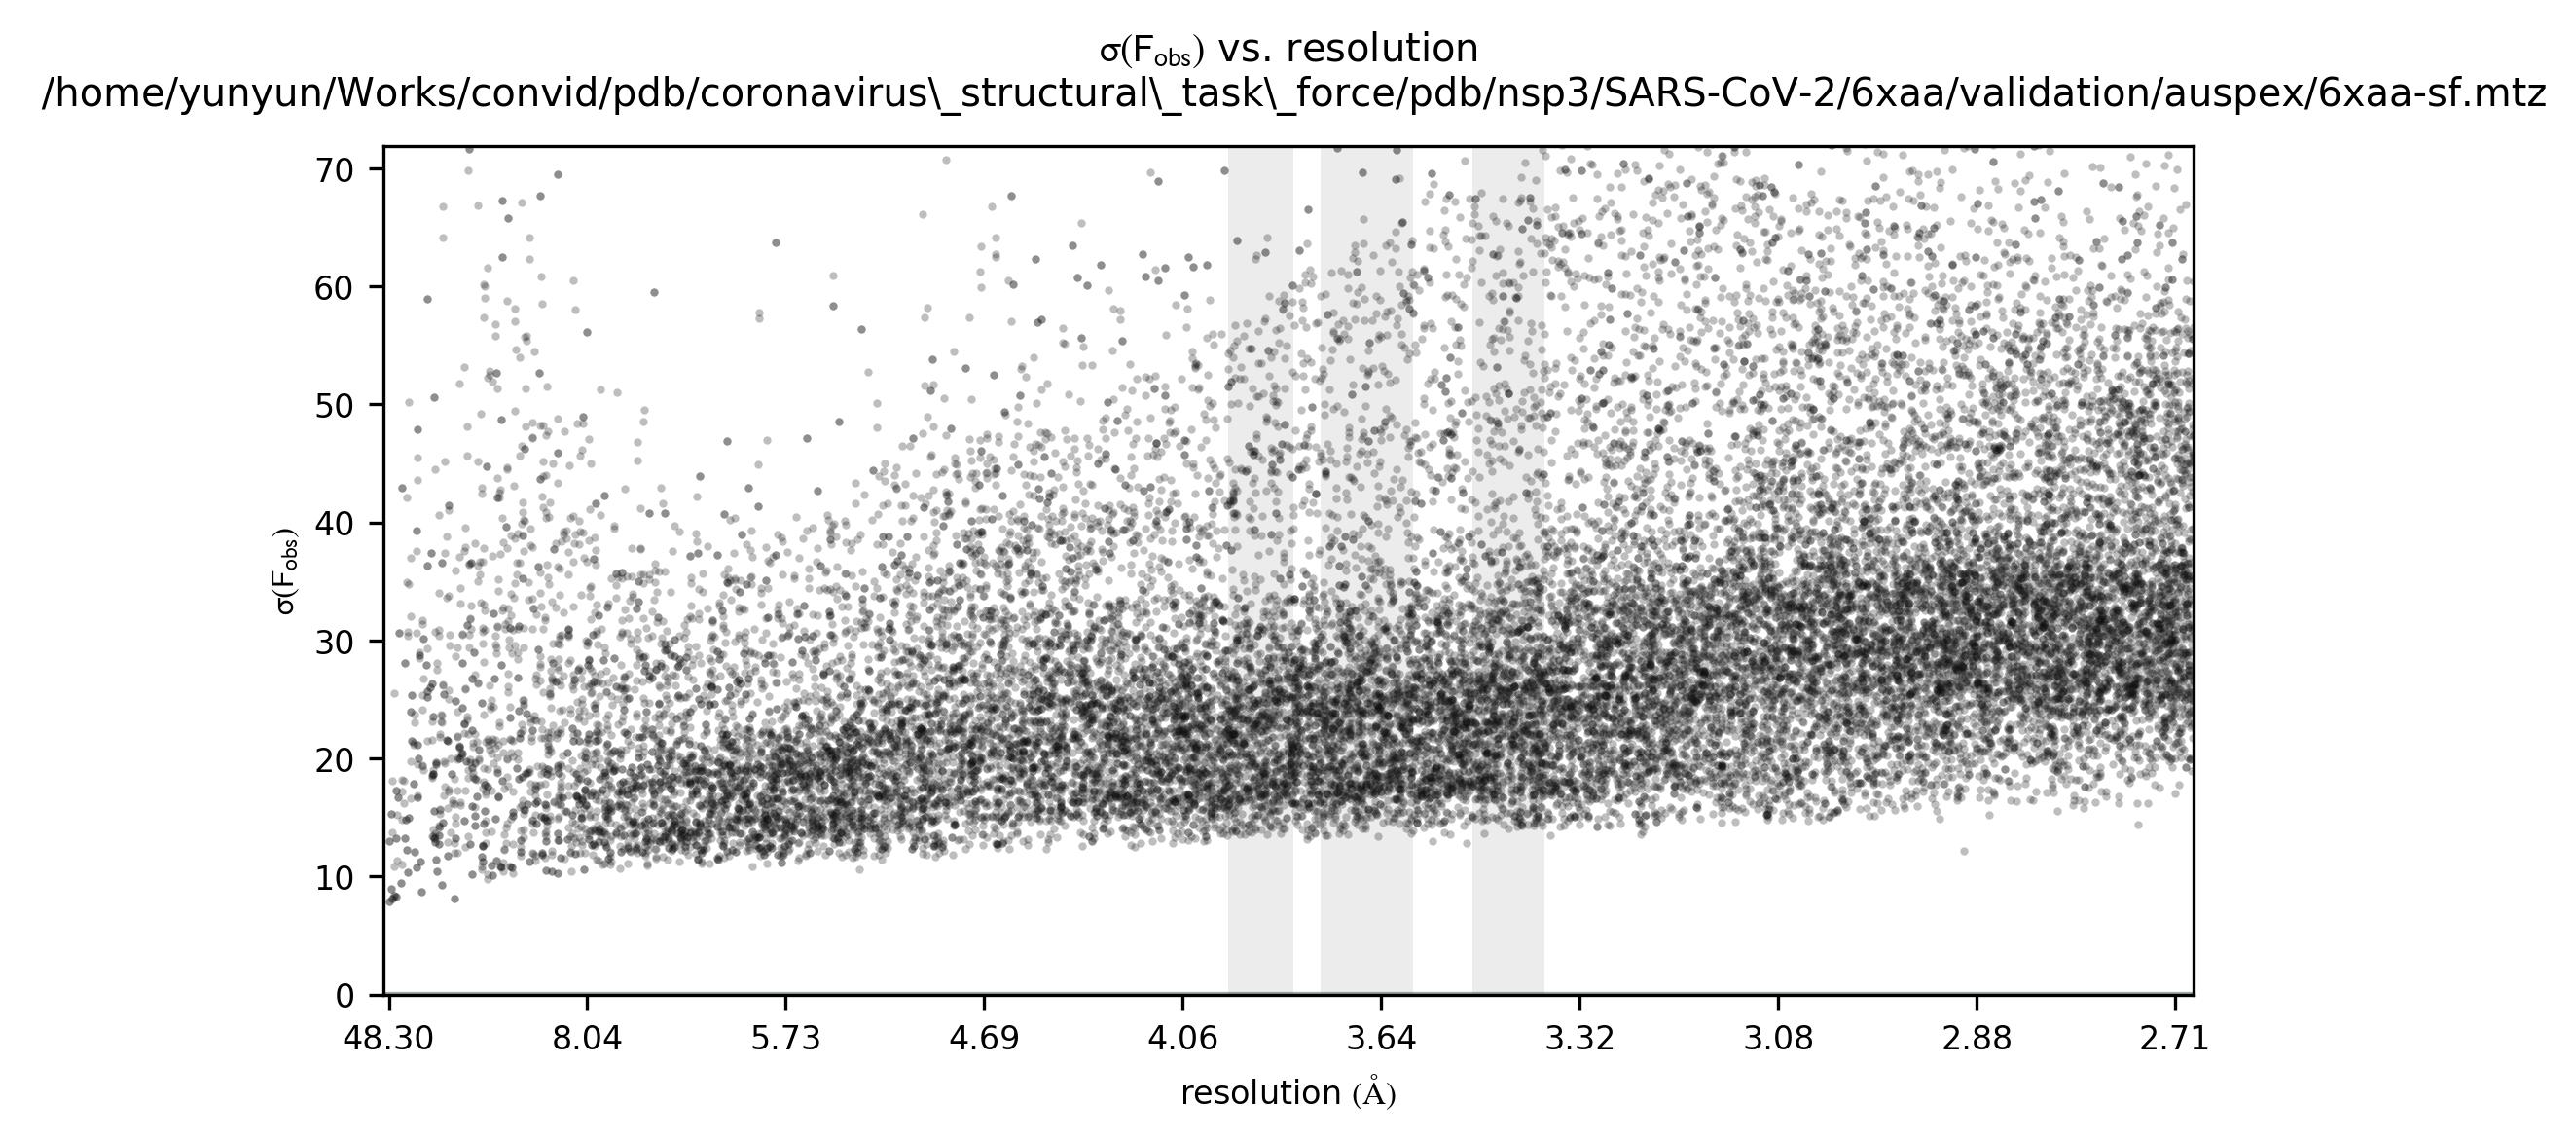 σ(Fobs) vs. resolution
/home/yunyun/Works/convid/pdb/coronavirus\_structural\_task\_force/pdb/nsp3/SARS-CoV-2/6xaa/validation/auspex/6xaa-sf.mtz
70
60
50
40
30
20
10
0
σ(Fobs)
48.30 8.04 5.73 4.69 4.06 3.64 3.32 3.08 2.88 2.71
resolution (Å)